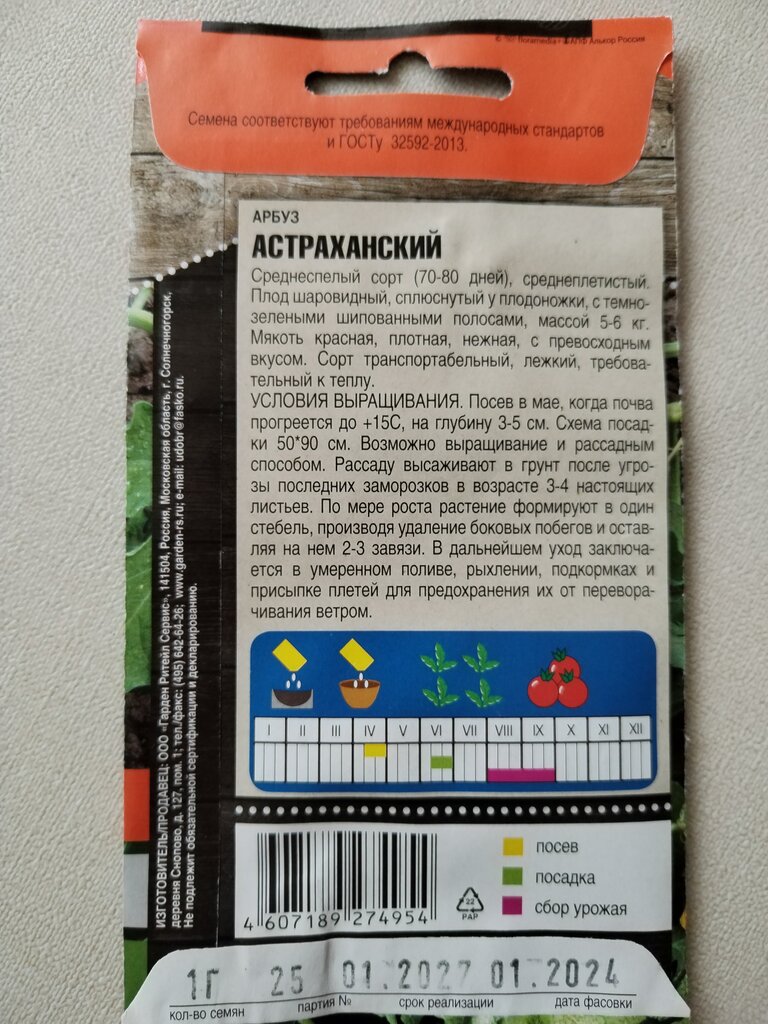 © "™" floramedia · ФАПФ Алькор Россия
Семена соответствуют требованиям международных стандартов
и ГОСТу 32592-2013.
АРБУЗ
АСТРАХАНСКИЙ
Среднеспелый сорт (70-80 дней), среднеплетистый.
Плод шаровидный, сплюснутый у плодоножки, с темно-
зелеными шипованными полосами, массой 5-6 кг.
Мякоть красная, плотная, нежная, с превосходным
вкусом. Сорт транспортабельный, лежкий, требова-
тельный к теплу.
УСЛОВИЯ ВЫРАЩИВАНИЯ. Посев в мае, когда почва
прогреется до +15С, на глубину 3-5 см. Схема посад-
ки 50*90 см. Возможно выращивание и рассадным
способом. Рассаду высаживают в грунт после угро-
зы последних заморозков в возрасте 3-4 настоящих
листьев. По мере роста растение формируют в один
стебель, производя удаление боковых побегов и остав-
ляя на нем 2-3 завязи. В дальнейшем уход заключа-
ется в умеренном поливе, рыхлении, подкормках и
присыпке плетей для предохранения их от перевора-
чивания ветром.
I II III IV V VI VII VIII IX X XI XII
ИЗГОТОВИТЕЛЬ/ПРОДАВЕЦ: ООО «Гарден Ритейл Сервис», 141504, Россия, Московская область, г. Солнечногорск,
деревня Снопово, д. 127, пом. 1; тел./факс: (495) 642-64-26; www.garden-rs.ru; e-mail: udobr@fasko.ru.
Не подлежит обязательной сертификации и декларированию.
4 607189 274954
22
PAP
посев
посадка
сбор урожая
1Г 25 01.2027 01.2024
кол-во семян партия № срок реализации дата фасовки